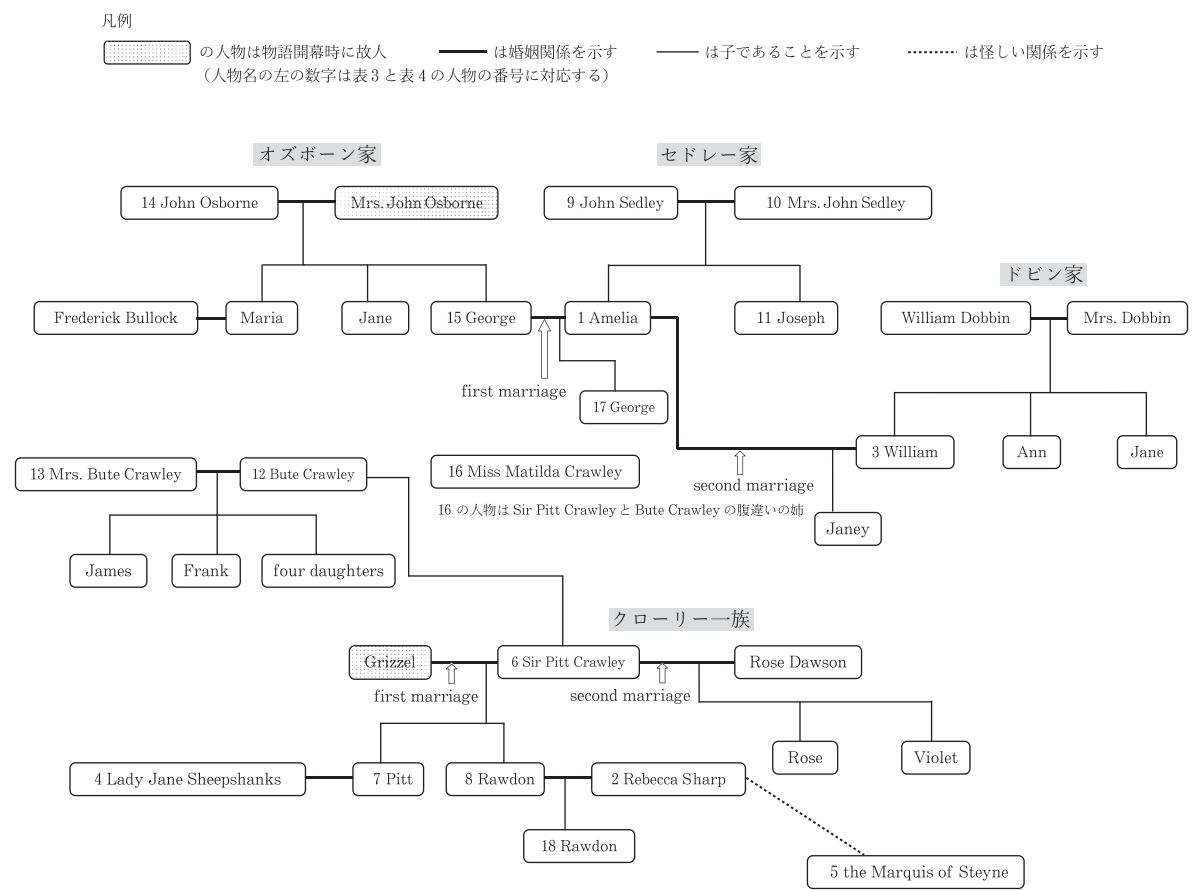 凡例
の人物は物語開幕時に故人 は婚姻関係を示す は子であることを示す は怪しい関係を示す
（人物名の左の数字は表３と表４の人物の番号に対応する）
オズボーン家 セドレー家
14 John Osborne Mrs. John Osborne 9 John Sedley 10 Mrs. John Sedley
ドビン家
Frederick Bullock Maria Jane 15 George 1 Amelia 11 Joseph William Dobbin Mrs. Dobbin
first marriage
17 George
3 William Ann Jane
13 Mrs. Bute Crawley 12 Bute Crawley 16 Miss Matilda Crawley
second marriage
16 の人物は Sir Pitt Crawley と Bute Crawley の腹違いの姉
Janey
James Frank four daughters
クローリー一族
Grizzel 6 Sir Pitt Crawley Rose Dawson
first marriage second marriage
Rose Violet
4 Lady Jane Sheepshanks 7 Pitt 8 Rawdon 2 Rebecca Sharp
18 Rawdon
5 the Marquis of Steyne